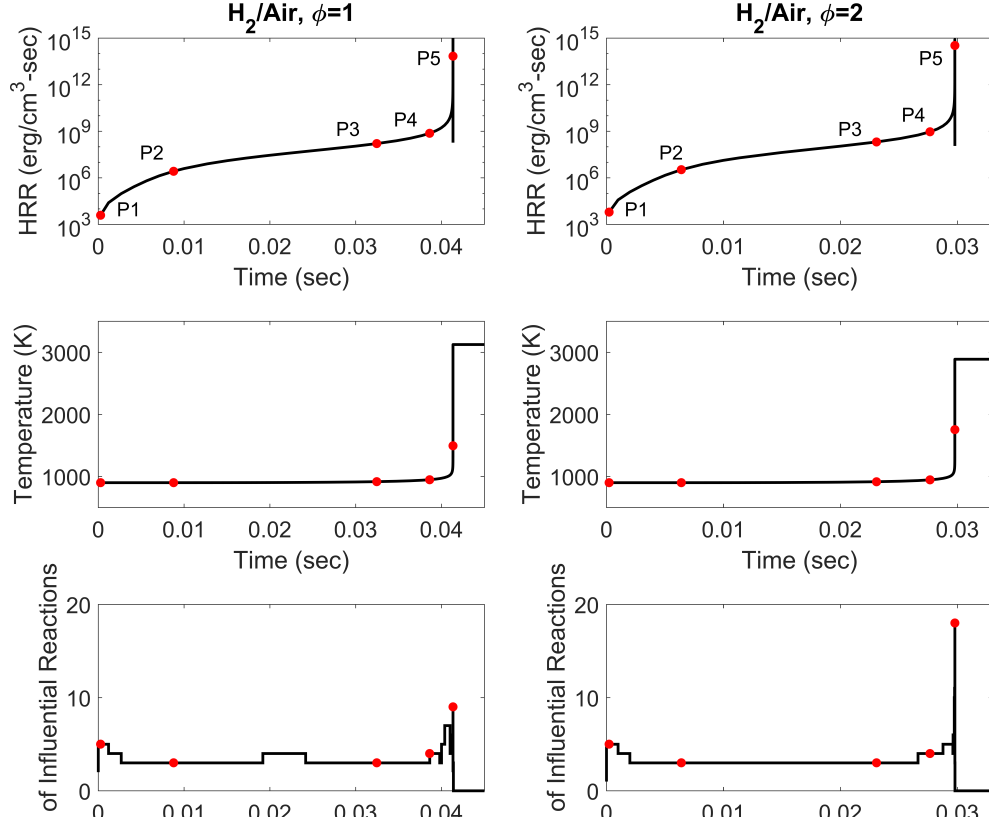 H2/Air, ϕ=1
HRR (erg/cm3-sec)
10^15
10^12
10^9
10^6
10^3
P1
P2
P3
P4
P5
0 0.01 0.02 0.03 0.04
Time (sec)
H2/Air, ϕ=2
HRR (erg/cm3-sec)
10^15
10^12
10^9
10^6
10^3
P1
P2
P3
P4
P5
0 0.01 0.02 0.03
Time (sec)
Temperature (K)
3000
2000
1000
0 0.01 0.02 0.03 0.04
Time (sec)
Temperature (K)
3000
2000
1000
0 0.01 0.02 0.03
Time (sec)
of Influential Reactions
20
10
0
0 0.01 0.02 0.03 0.04
of Influential Reactions
20
10
0
0 0.01 0.02 0.03